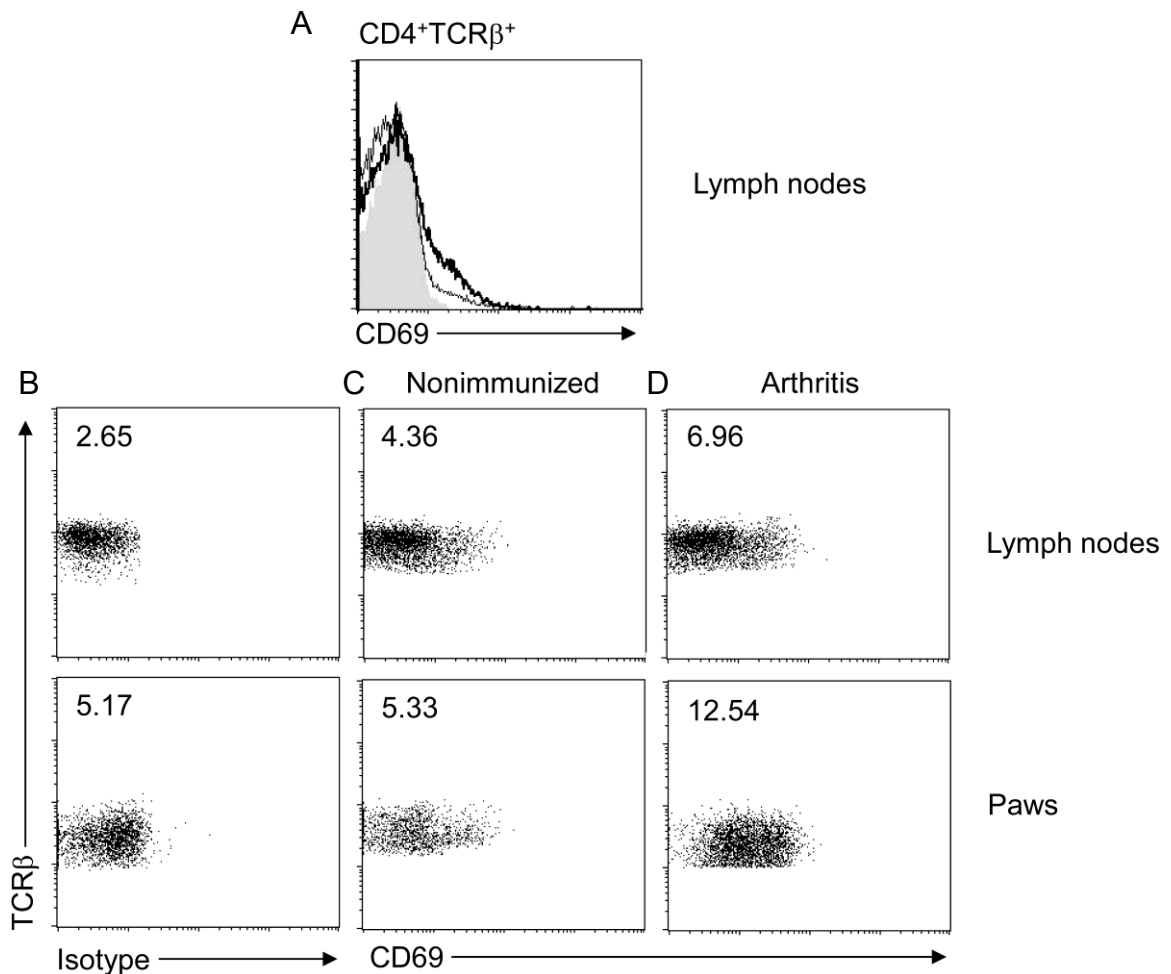 A
CD4⁺TCRβ⁺
Lymph nodes
CD69
B
C
Nonimmunized
D
Arthritis
2.65
4.36
6.96
Lymph nodes
5.17
5.33
12.54
Paws
TCRβ
Isotype
CD69